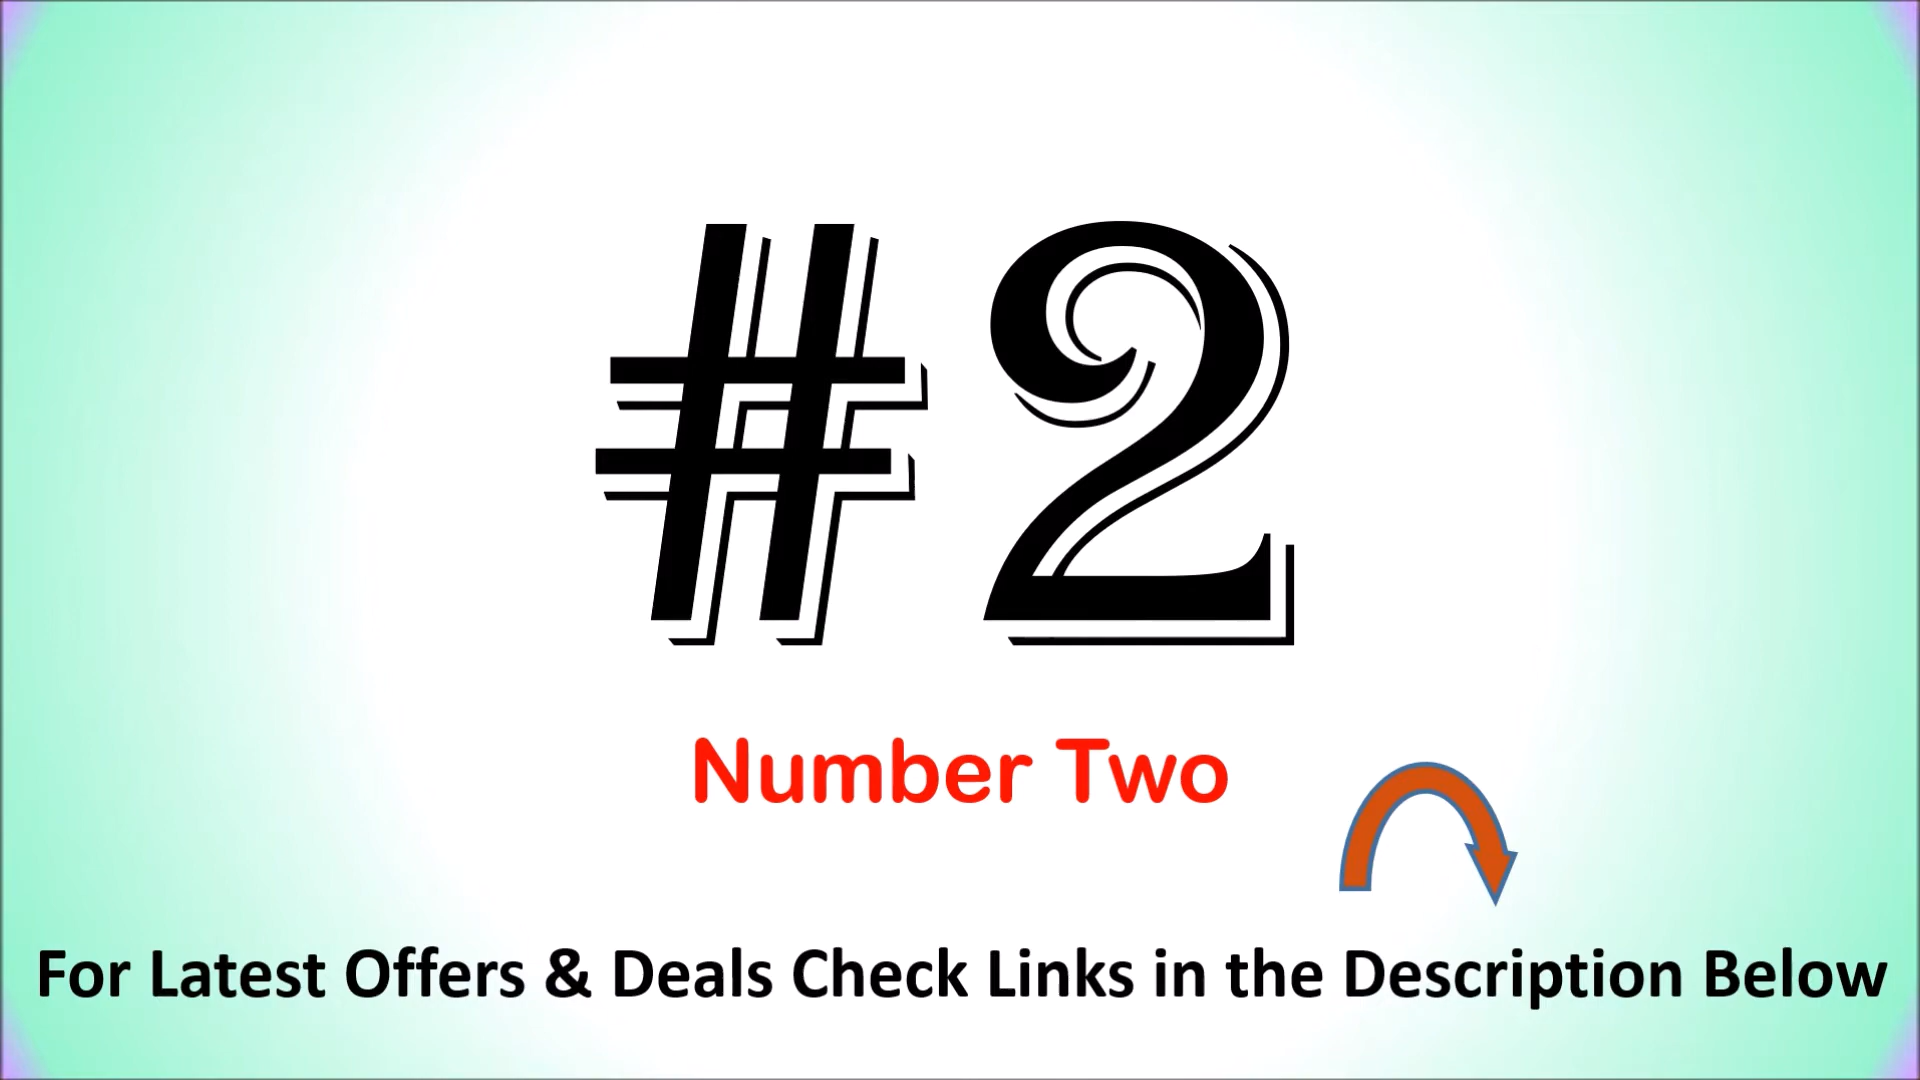 #2
Number Two
For Latest Offers & Deals Check Links in the Description Below